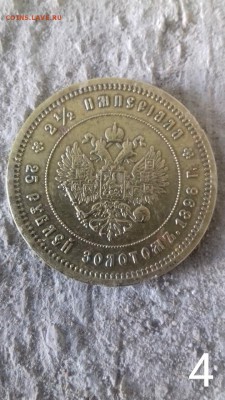 COINS.LAVE.RU
★ 2½ ИМПЕРІАЛА ★
25 РУБЛЕЙ ЗОЛОТОМЪ. 1896 Г.
4